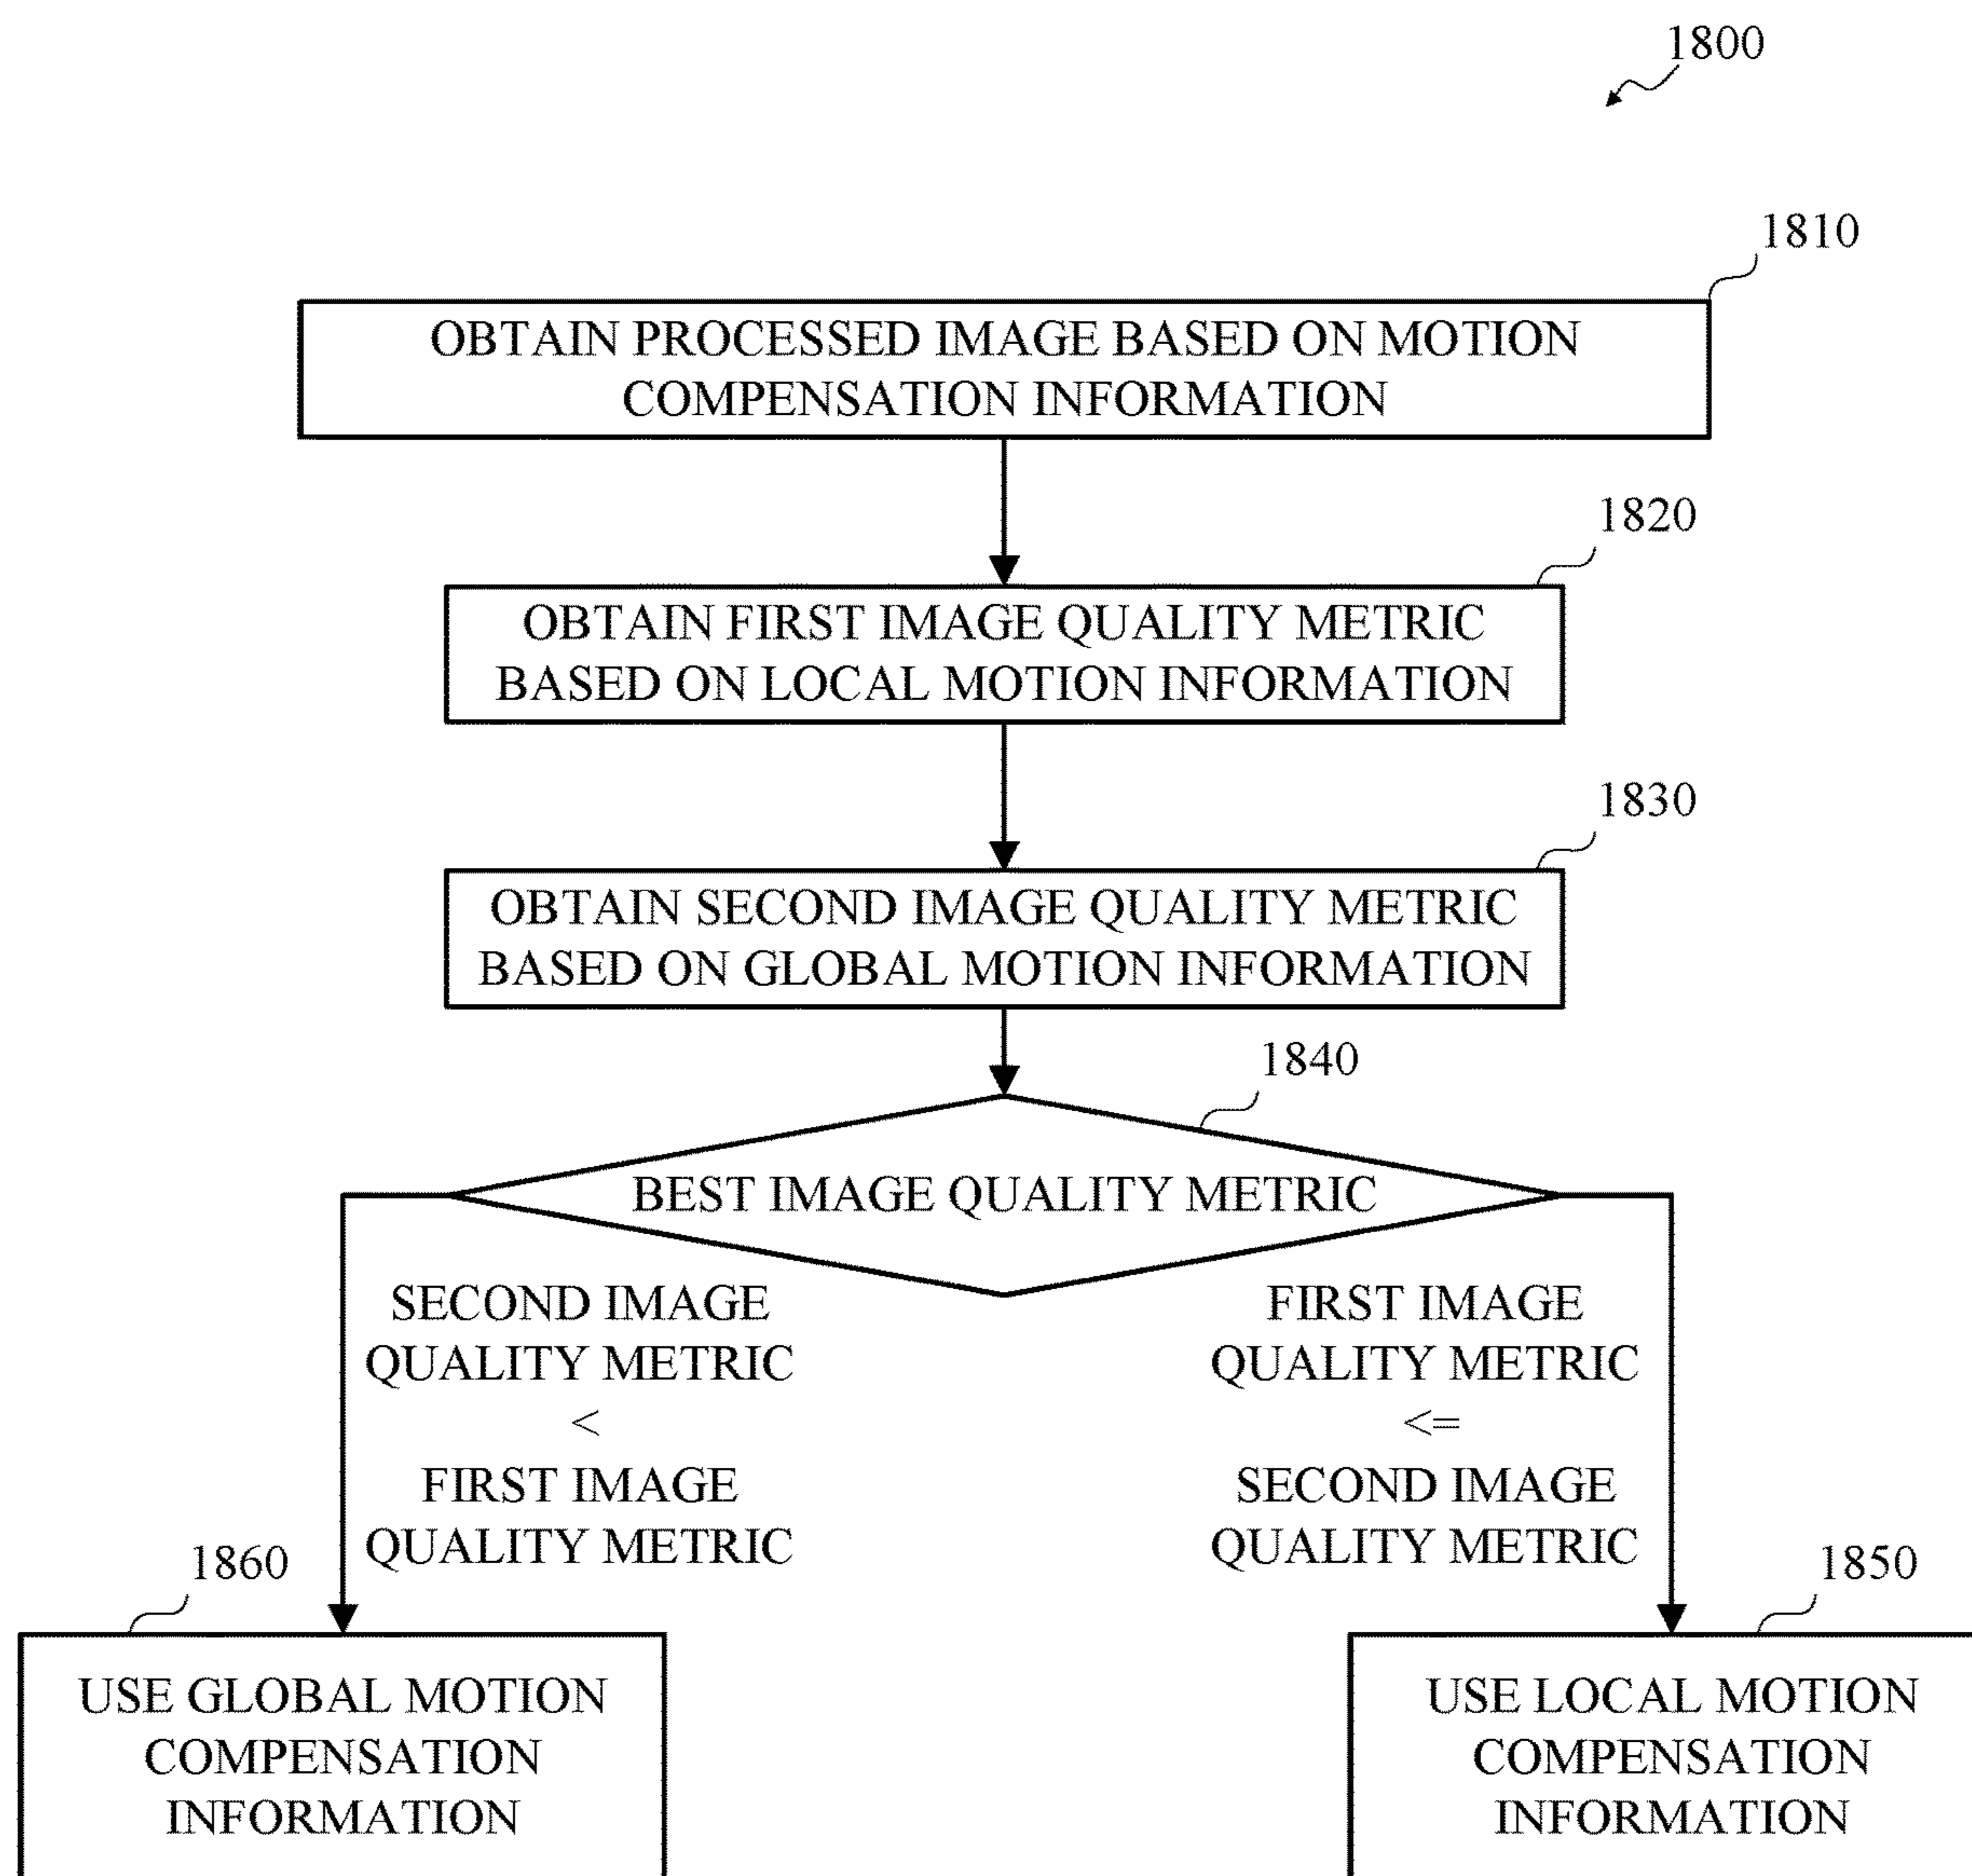 1800
1810
OBTAIN PROCESSED IMAGE BASED ON MOTION
COMPENSATION INFORMATION
1820
OBTAIN FIRST IMAGE QUALITY METRIC
BASED ON LOCAL MOTION INFORMATION
1830
OBTAIN SECOND IMAGE QUALITY METRIC
BASED ON GLOBAL MOTION INFORMATION
1840
BEST IMAGE QUALITY METRIC
SECOND IMAGE
QUALITY METRIC
<
FIRST IMAGE
QUALITY METRIC
FIRST IMAGE
QUALITY METRIC
<=
SECOND IMAGE
QUALITY METRIC
1860
USE GLOBAL MOTION
COMPENSATION
INFORMATION
1850
USE LOCAL MOTION
COMPENSATION
INFORMATION